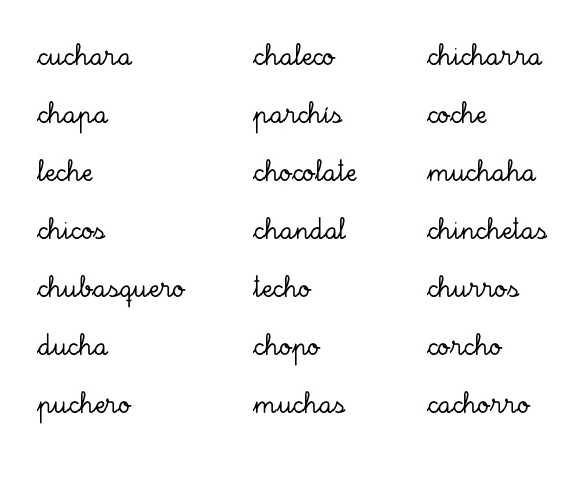 cuchara chaleco chicharra
chapa parchís coche
leche chocolate muchaha
chicos chandal chinchetas
chubasquero techo churros
ducha chopo corcho
puchero muchas cachorro